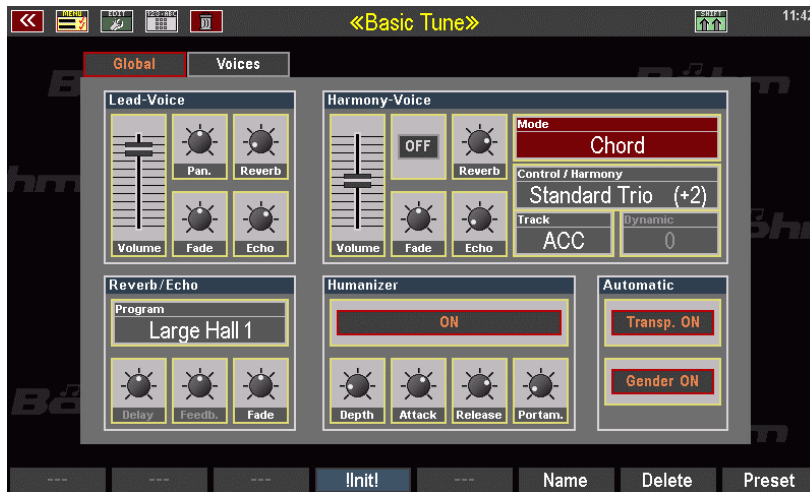 MENU
EDIT
123-ABC
«Basic Tune»
SHIFT
11:42
Global
Voices
Lead-Voice
Pan.
Reverb
Volume
Fade
Echo
Harmony-Voice
OFF
Reverb
Volume
Fade
Echo
Mode
Chord
Control / Harmony
Standard Trio (+2)
Track
ACC
Dynamic
0
Reverb/Echo
Program
Large Hall 1
Delay
Feedb.
Fade
Humanizer
ON
Depth
Attack
Release
Portam.
Automatic
Transp. ON
Gender ON
---
---
---
!Init!
---
Name
Delete
Preset